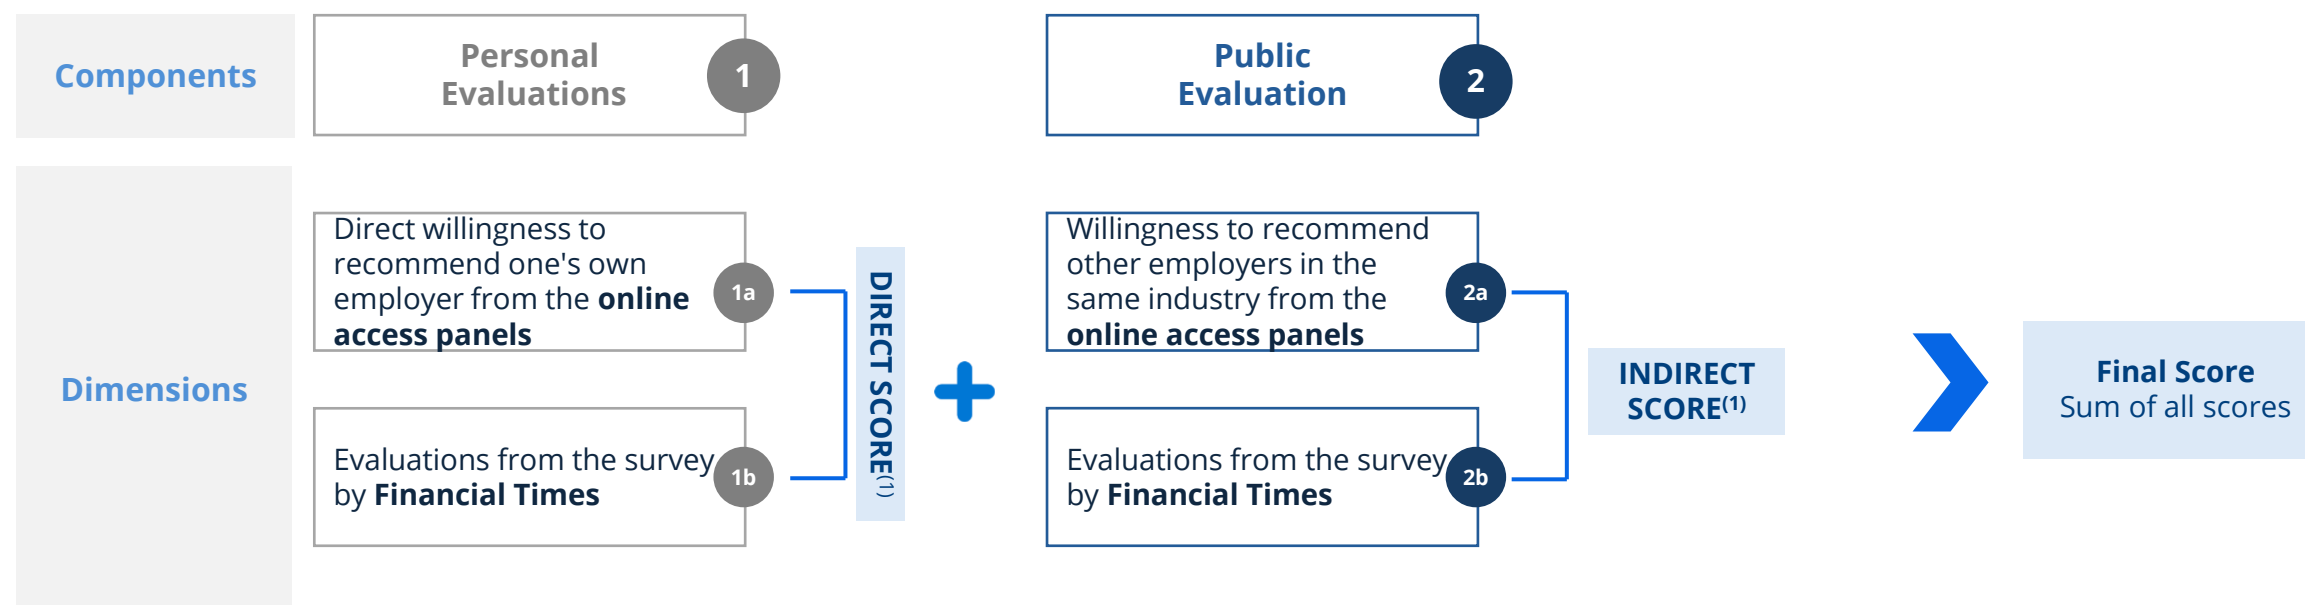 Components
Personal
Evaluations
1
Public
Evaluation
2
Dimensions
Direct willingness to
recommend one's own
employer from the online
access panels
1a
Evaluations from the survey
by Financial Times
1b
DIRECT SCORE(1)
Willingness to recommend
other employers in the
same industry from the
online access panels
2a
Evaluations from the survey
by Financial Times
2b
INDIRECT
SCORE(1)
Final Score
Sum of all scores